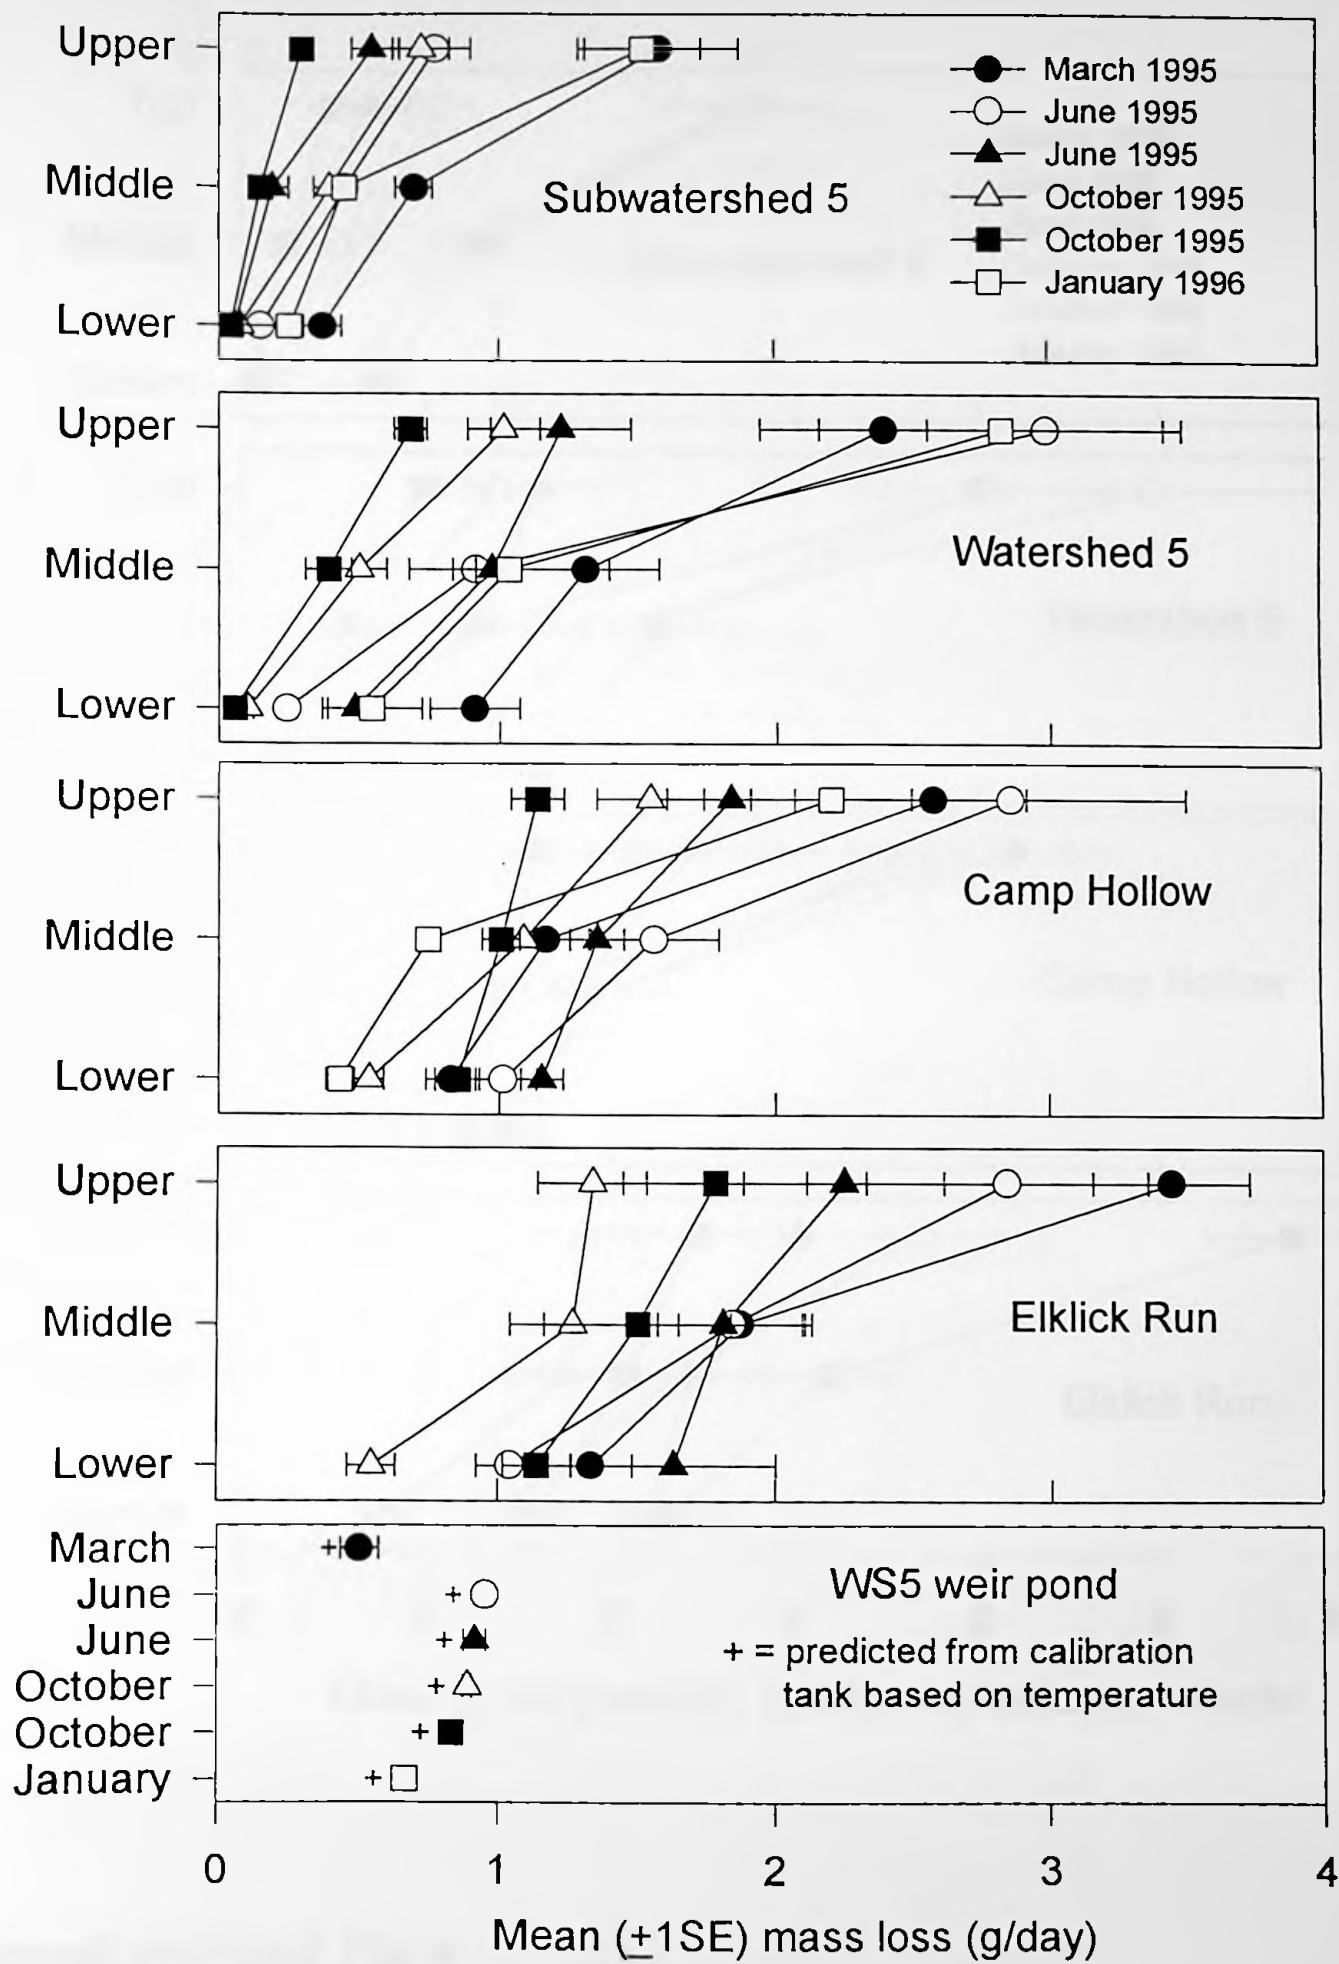 Upper
Middle
Lower
Subwatershed 5
March 1995
June 1995
June 1995
October 1995
October 1995
January 1996
Upper
Middle
Lower
Watershed 5
Upper
Middle
Lower
Camp Hollow
Upper
Middle
Lower
Elklick Run
March
June
June
October
October
January
WS5 weir pond
+ = predicted from calibration
tank based on temperature
0 1 2 3 4
Mean (±1SE) mass loss (g/day)